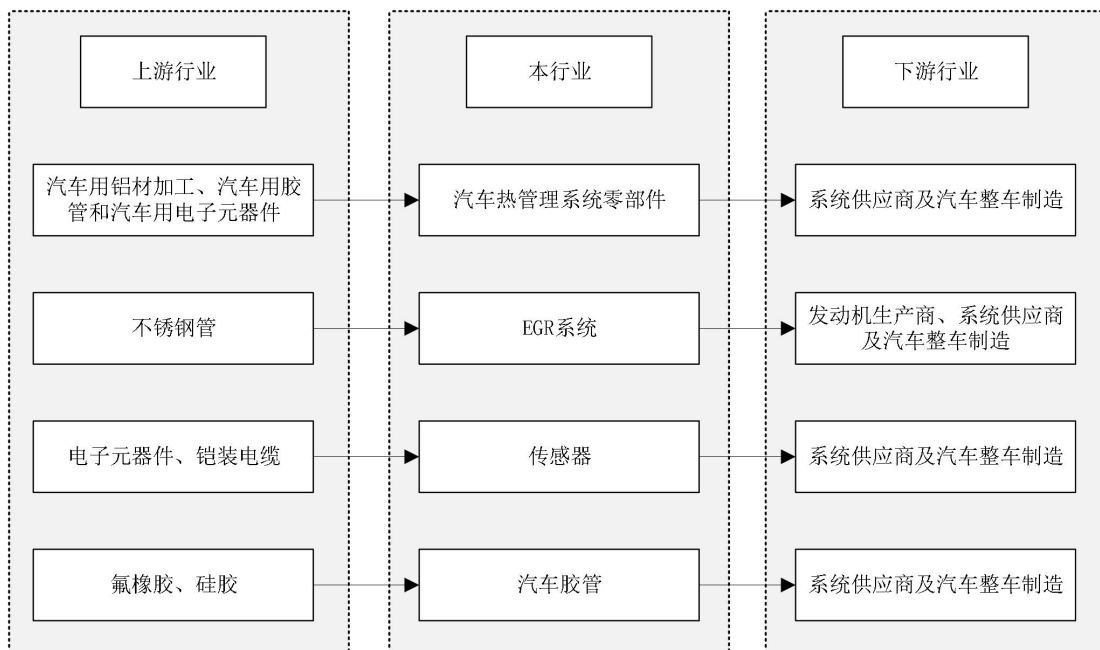 上游行业
本行业
下游行业
汽车用铝材加工、汽车用胶
管和汽车用电子元器件
汽车热管理系统零部件
系统供应商及汽车整车制造
不锈钢管
EGR系统
发动机生产商、系统供应商
及汽车整车制造
电子元器件、铠装电缆
传感器
系统供应商及汽车整车制造
氟橡胶、硅胶
汽车胶管
系统供应商及汽车整车制造